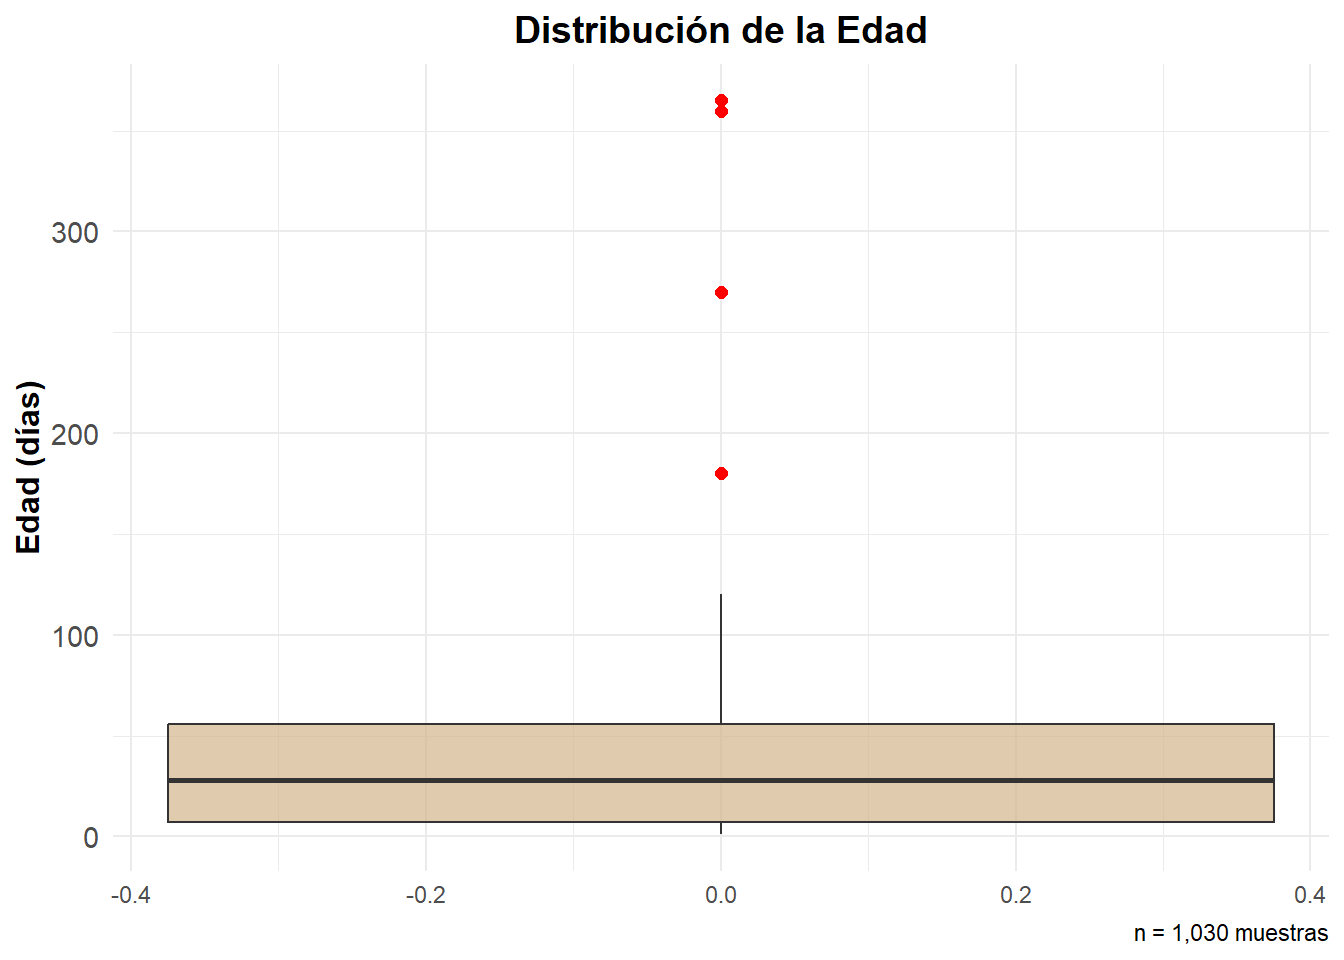 Distribución de la Edad
Edad (días)
300
200
100
0
-0.4 -0.2 0.0 0.2 0.4
n = 1,030 muestras